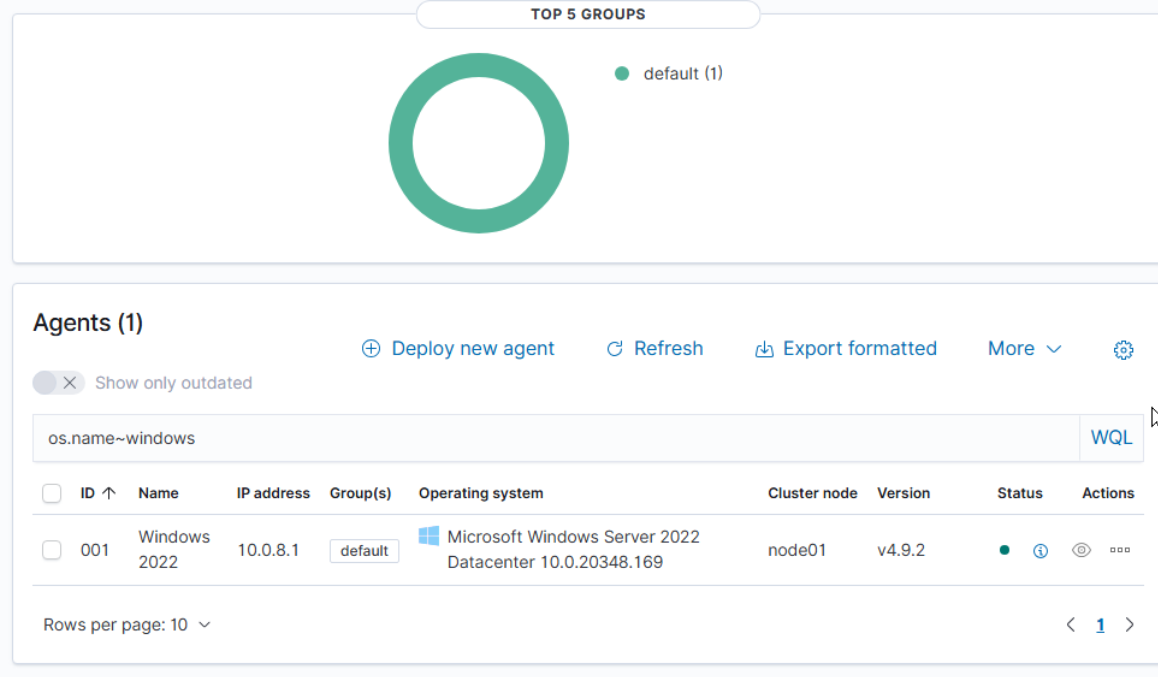 TOP 5 GROUPS
default (1)
Agents (1)
Deploy new agent
Refresh
Export formatted
More
Show only outdated
os.name~windows
WQL
ID Name IP address Group(s) Operating system Cluster node Version Status Actions
001 Windows 2022 10.0.8.1 default Microsoft Windows Server 2022 Datacenter 10.0.20348.169 node01 v4.9.2
Rows per page: 10
1